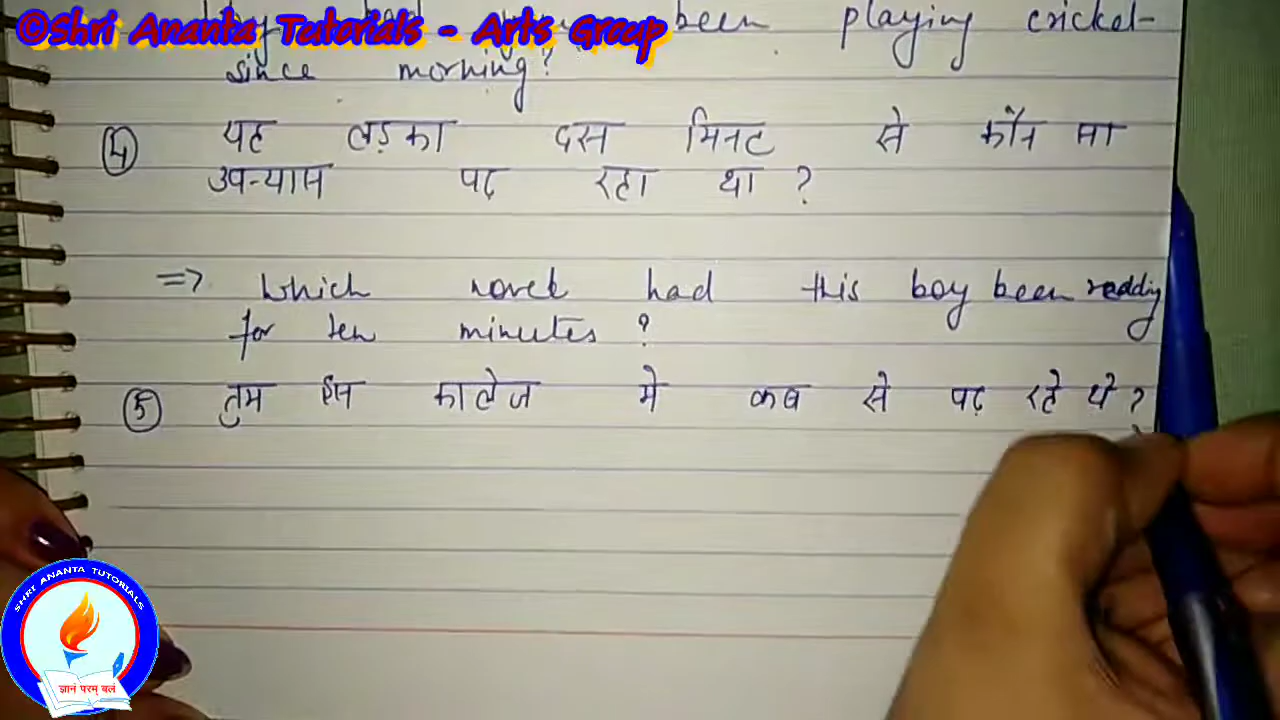 ©Shri Ananta Tutorials - Arts Group
been playing cricket
since morning?
4 यह लड़का दस मिनट से कौन सा
उपन्यास पढ़ रहा था ?
=> Which novel had this boy been readdig
for ten minutes ?
5 तुम इस कालेज मे कब से पढ़ रहे थे ?
SHRI ANANTA TUTORIALS
ज्ञानं परमं बलं